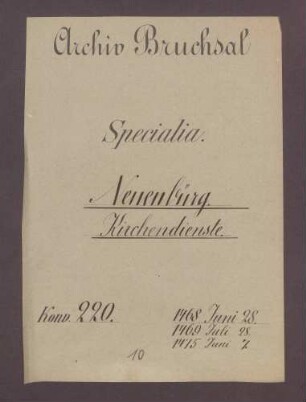 Archiv Bruchsal
Specialia.
Neuenbürg.
Kirchendienste.
Konv. 220. 1468 Juni 28.
1469 Juli 28.
1475 Juni 7.
10